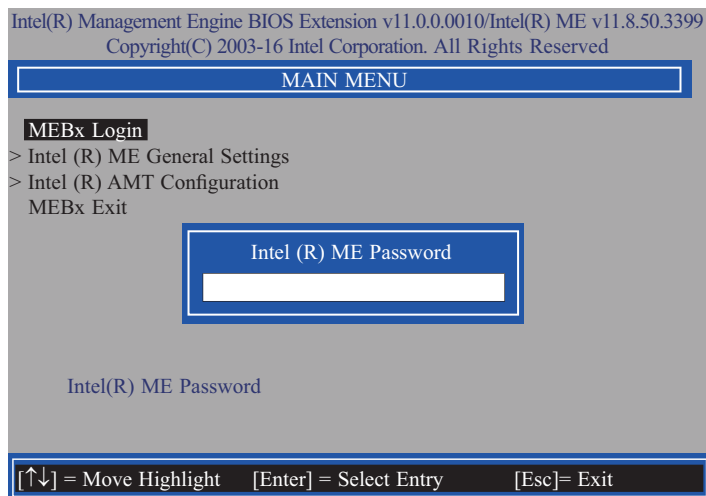 Intel(R) Management Engine BIOS Extension v11.0.0.0010/Intel(R) ME v11.8.50.3399
Copyright(C) 2003-16 Intel Corporation. All Rights Reserved
MAIN MENU
MEBx Login
> Intel (R) ME General Settings
> Intel (R) AMT Configuration
MEBx Exit
Intel (R) ME Password
Intel(R) ME Password
[↑↓] = Move Highlight [Enter] = Select Entry [Esc]= Exit